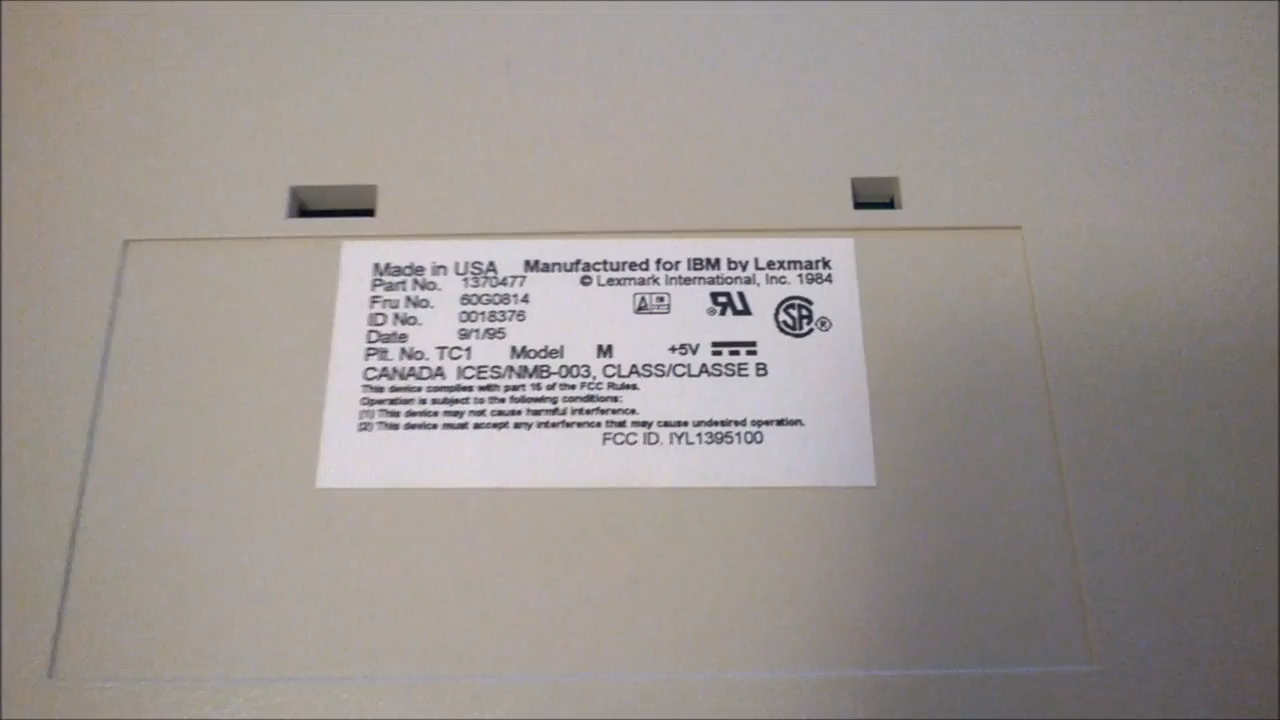 Made in USA Manufactured for IBM by Lexmark
Part No. 1370477 © Lexmark International, Inc. 1984
Fru No. 60G0814
ID No. 0018376
Date 9/1/95
Plt. No. TC1 Model M +5V
CANADA ICES/NMB-003, CLASS/CLASSE B
This device complies with part 15 of the FCC Rules.
Operation is subject to the following conditions:
(1) This device may not cause harmful interference.
(2) This device must accept any interference that may cause undesired operation.
FCC ID. IYL1395100